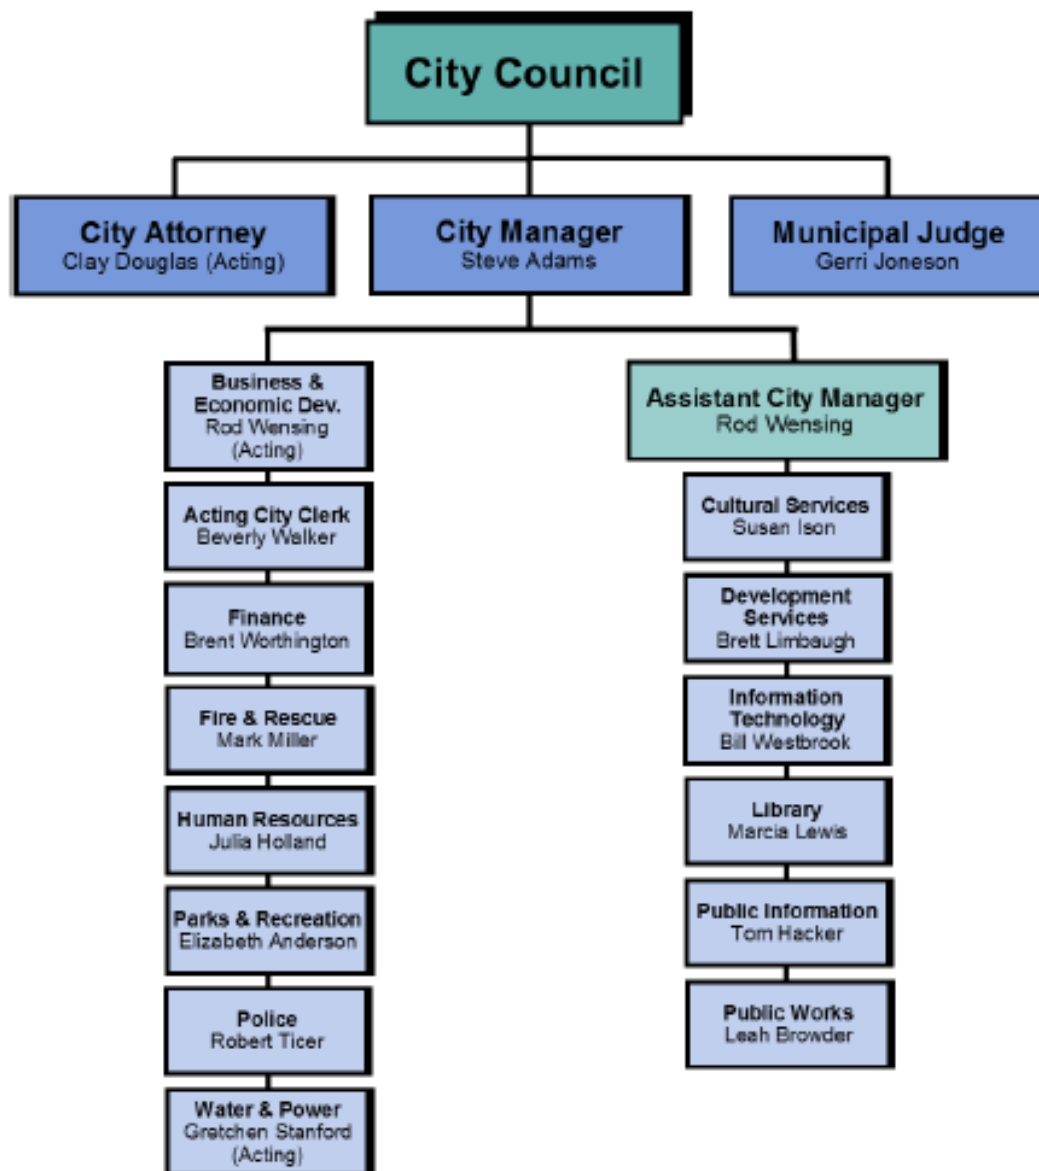 City Council
City Attorney
Clay Douglas (Acting)
City Manager
Steve Adams
Municipal Judge
Gerri Joneson
Business &
Economic Dev.
Rod Wensing
(Acting)
Acting City Clerk
Beverly Walker
Finance
Brent Worthington
Fire & Rescue
Mark Miller
Human Resources
Julia Holland
Parks & Recreation
Elizabeth Anderson
Police
Robert Ticer
Water & Power
Gretchen Stanford
(Acting)
Assistant City Manager
Rod Wensing
Cultural Services
Susan Ison
Development
Services
Brett Limbaugh
Information
Technology
Bill Westbrook
Library
Marcia Lewis
Public Information
Tom Hacker
Public Works
Leah Browder